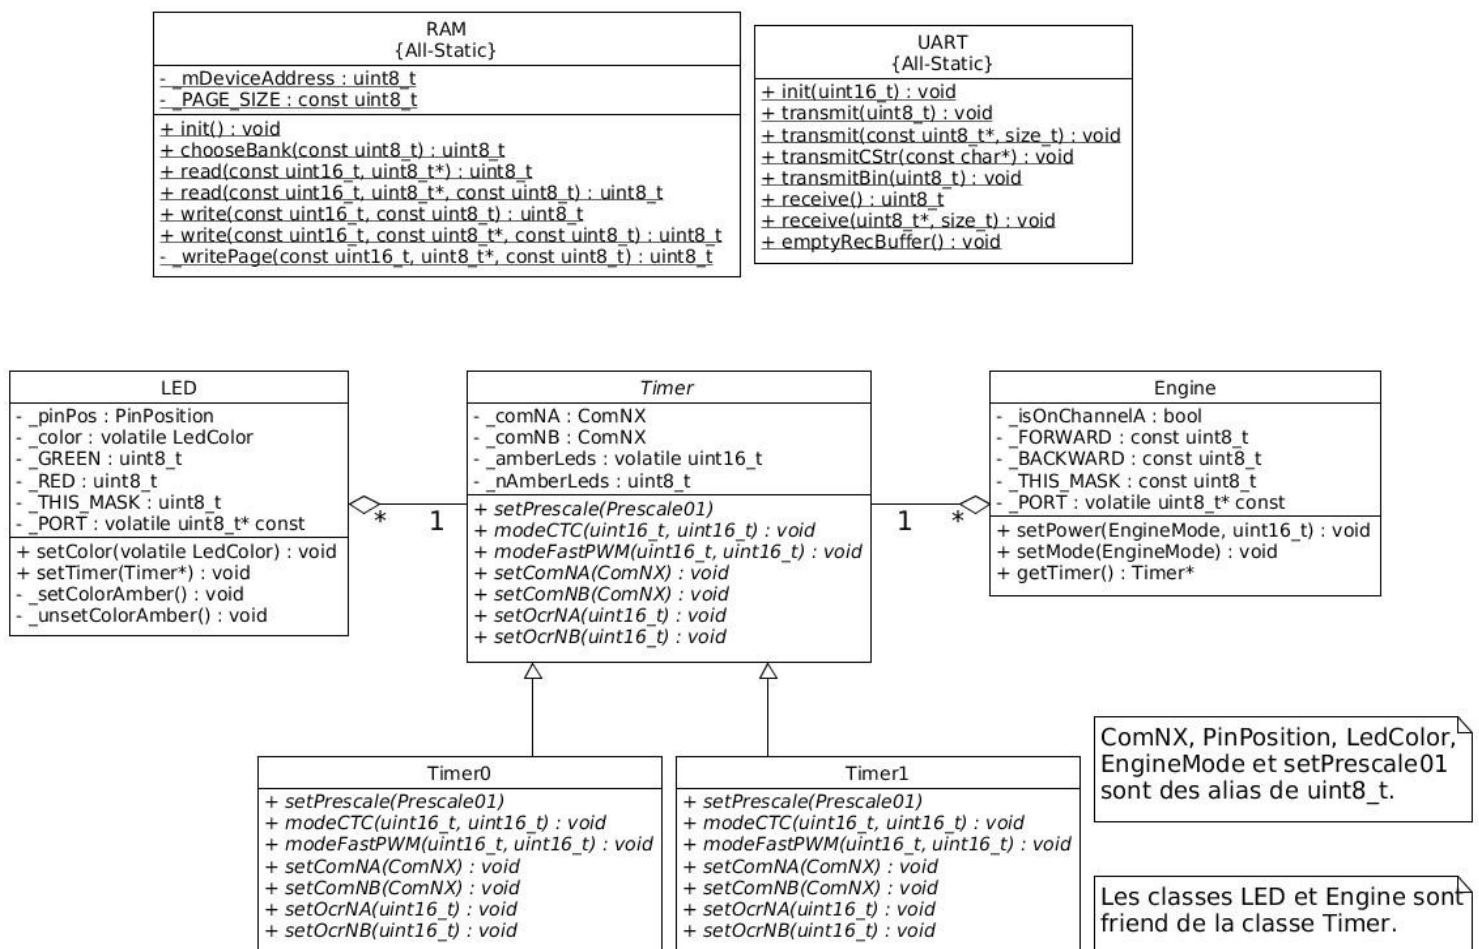 RAM
{All-Static}
- _mDeviceAddress : uint8_t
- _PAGE_SIZE : const uint8_t
+ init() : void
+ chooseBank(const uint8_t) : uint8_t
+ read(const uint16_t, uint8_t*) : uint8_t
+ read(const uint16_t, uint8_t*, const uint8_t) : uint8_t
+ write(const uint16_t, const uint8_t) : uint8_t
+ write(const uint16_t, const uint8_t*, const uint8_t) : uint8_t
- _writePage(const uint16_t, uint8_t*, const uint8_t) : uint8_t
UART
{All-Static}
+ init(uint16_t) : void
+ transmit(uint8_t) : void
+ transmit(const uint8_t*, size_t) : void
+ transmitCStr(const char*) : void
+ transmitBin(uint8_t) : void
+ receive() : uint8_t
+ receive(uint8_t*, size_t) : void
+ emptyRecBuffer() : void
LED
- _pinPos : PinPosition
- _color : volatile LedColor
- _GREEN : uint8_t
- _RED : uint8_t
- _THIS_MASK : uint8_t
- _PORT : volatile uint8_t* const
+ setColor(volatile LedColor) : void
+ setTimer(Timer*) : void
- _setColorAmber() : void
- _unsetColorAmber() : void
* 1
Timer
- _comNA : ComNX
- _comNB : ComNX
- _amberLeds : volatile uint16_t
- _nAmberLeds : uint8_t
+ setPrescale(Prescale01)
+ modeCTC(uint16_t, uint16_t) : void
+ modeFastPWM(uint16_t, uint16_t) : void
+ setComNA(ComNX) : void
+ setComNB(ComNX) : void
+ setOcrNA(uint16_t) : void
+ setOcrNB(uint16_t) : void
1 *
Engine
- _isOnChannelA : bool
- _FORWARD : const uint8_t
- _BACKWARD : const uint8_t
- _THIS_MASK : const uint8_t
- _PORT : volatile uint8_t* const
+ setPower(EngineMode, uint16_t) : void
+ setMode(EngineMode) : void
+ getTimer() : Timer*
Timer0
+ setPrescale(Prescale01)
+ modeCTC(uint16_t, uint16_t) : void
+ modeFastPWM(uint16_t, uint16_t) : void
+ setComNA(ComNX) : void
+ setComNB(ComNX) : void
+ setOcrNA(uint16_t) : void
+ setOcrNB(uint16_t) : void
Timer1
+ setPrescale(Prescale01)
+ modeCTC(uint16_t, uint16_t) : void
+ modeFastPWM(uint16_t, uint16_t) : void
+ setComNA(ComNX) : void
+ setComNB(ComNX) : void
+ setOcrNA(uint16_t) : void
+ setOcrNB(uint16_t) : void
ComNX, PinPosition, LedColor,
EngineMode et setPrescale01
sont des alias de uint8_t.
Les classes LED et Engine sont
friend de la classe Timer.